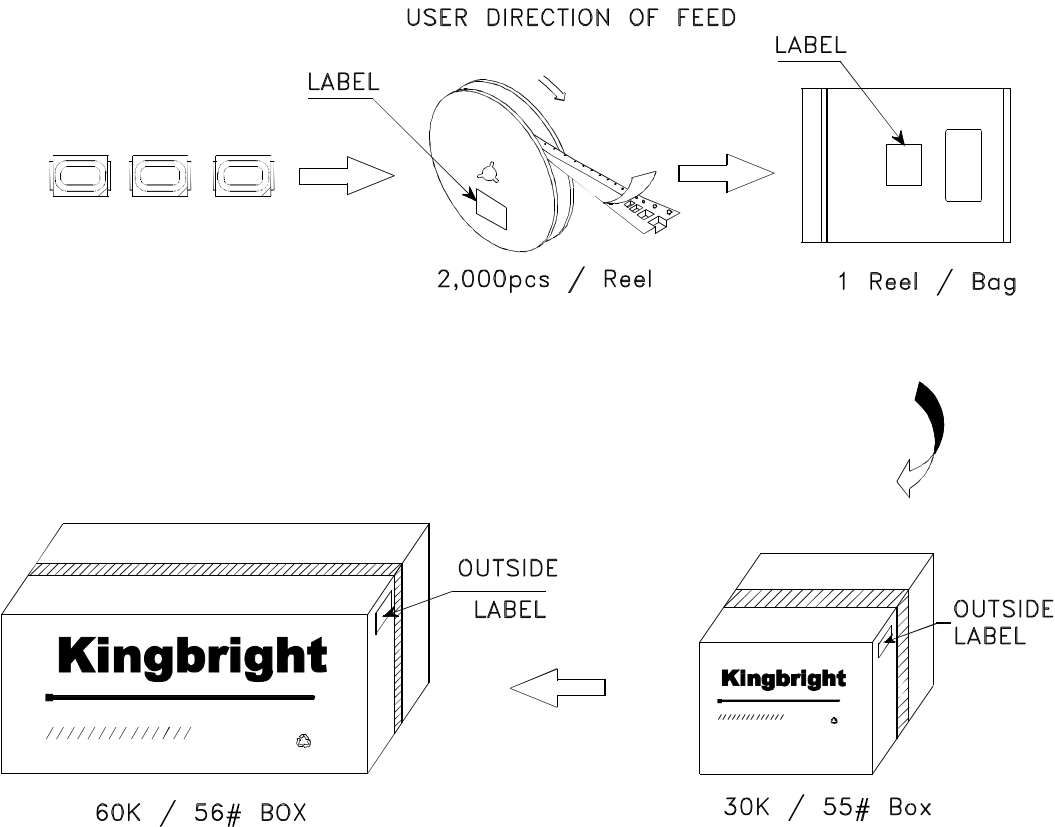 USER DIRECTION OF FEED
LABEL
LABEL
2,000pcs / Reel
1 Reel / Bag
OUTSIDE
LABEL
OUTSIDE
LABEL
Kingbright
Kingbright
60K / 56# BOX
30K / 55# Box